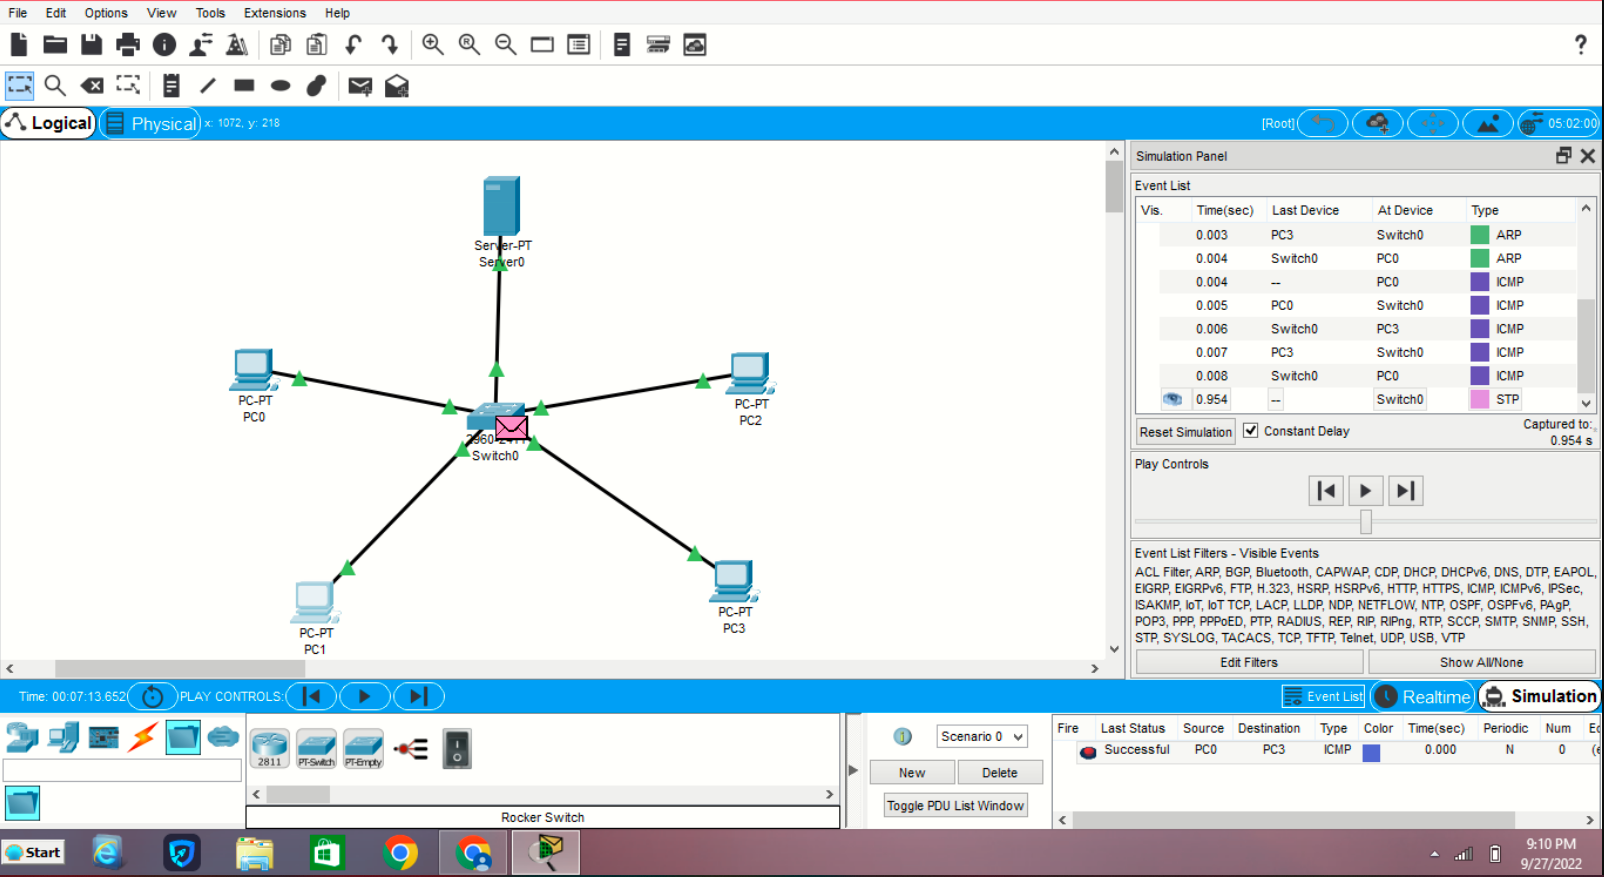 File Edit Options View Tools Extensions Help
?
Logical Physical x: 1072, y: 218 [Root] 05:02:00
Server-PT
Server0
PC-PT
PC0
PC-PT
PC2
Switch0
PC-PT
PC1
PC-PT
PC3
Simulation Panel
Event List
Vis. Time(sec) Last Device At Device Type
0.003 PC3 Switch0 ARP
0.004 Switch0 PC0 ARP
0.004 -- PC0 ICMP
0.005 PC0 Switch0 ICMP
0.006 Switch0 PC3 ICMP
0.007 PC3 Switch0 ICMP
0.008 Switch0 PC0 ICMP
0.954 -- Switch0 STP
Reset Simulation Constant Delay Captured to:
0.954 s
Play Controls
Event List Filters - Visible Events
ACL Filter, ARP, BGP, Bluetooth, CAPWAP, CDP, DHCP, DHCPv6, DNS, DTP, EAPOL,
EIGRP, EIGRPv6, FTP, H.323, HSRP, HSRPv6, HTTP, HTTPS, ICMP, ICMPv6, IPSec,
ISAKMP, IoT, IoT TCP, LACP, LLDP, NDP, NETFLOW, NTP, OSPF, OSPFv6, PAgP,
POP3, PPP, PPPoED, PTP, RADIUS, REP, RIP, RIPng, RTP, SCCP, SMTP, SNMP, SSH,
STP, SYSLOG, TACACS, TCP, TFTP, Telnet, UDP, USB, VTP
Edit Filters Show All/None
Time: 00:07:13.652 PLAY CONTROLS: Event List Realtime Simulation
2811 PT-Switch PT-Empty
Rocker Switch
1 Scenario 0
New Delete
Toggle PDU List Window
Fire Last Status Source Destination Type Color Time(sec) Periodic Num
Successful PC0 PC3 ICMP 0.000 N 0
Start
9:10 PM
9/27/2022